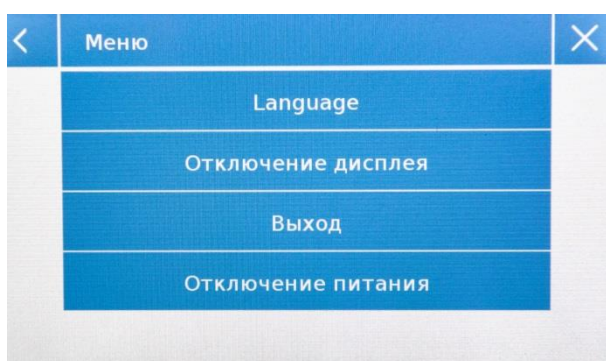 Меню
Language
Отключение дисплея
Выход
Отключение питания